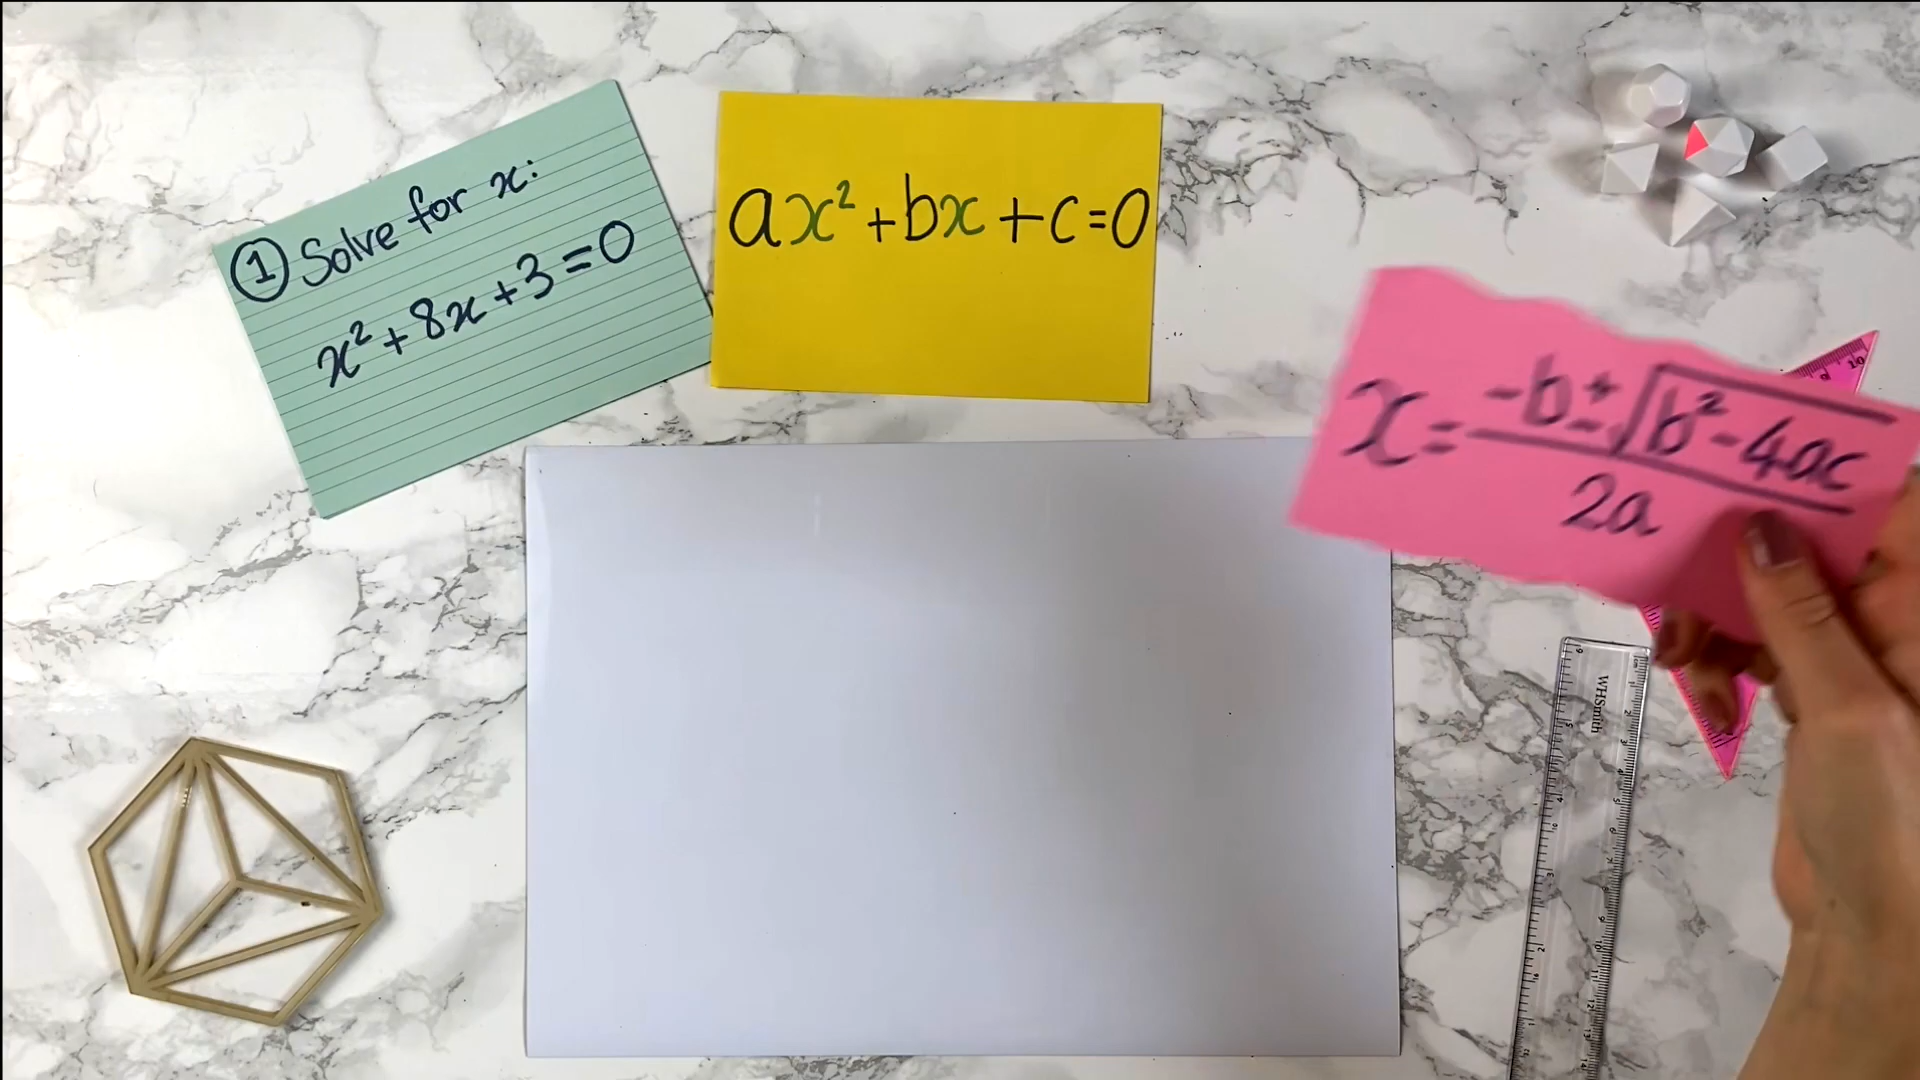 ① Solve for x:
x² + 8x + 3 = 0
ax² + bx + c = 0
x = -b ± √b² - 4ac
2a
WHSmith